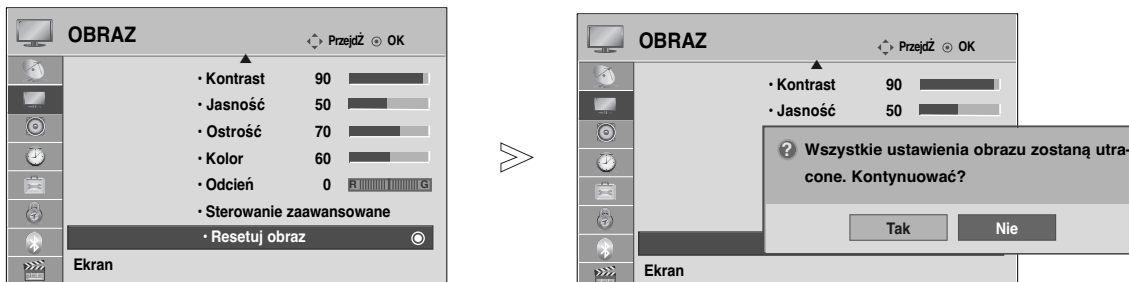 OBRAZ
PrzejdŹ OK
• Kontrast 90
• Jasność 50
• Ostrość 70
• Kolor 60
• Odcień 0 R G
• Sterowanie zaawansowane
• Resetuj obraz
Ekran
OBRAZ
PrzejdŹ OK
• Kontrast 90
• Jasność 50
Wszystkie ustawienia obrazu zostaną utra-
cone. Kontynuować?
Tak Nie
Ekran